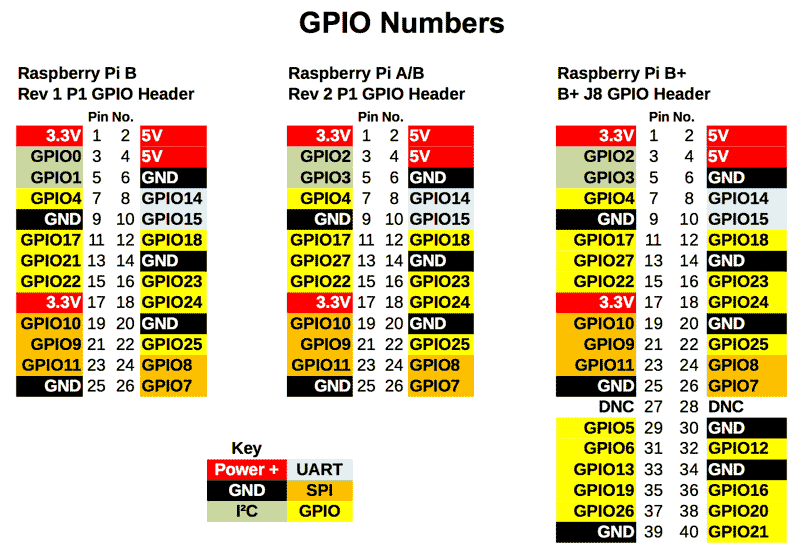 GPIO Numbers
Raspberry Pi B
Rev 1 P1 GPIO Header
Pin No.
3.3V 1 2 5V
GPIO0 3 4 5V
GPIO1 5 6 GND
GPIO4 7 8 GPIO14
GND 9 10 GPIO15
GPIO17 11 12 GPIO18
GPIO21 13 14 GND
GPIO22 15 16 GPIO23
3.3V 17 18 GPIO24
GPIO10 19 20 GND
GPIO9 21 22 GPIO25
GPIO11 23 24 GPIO8
GND 25 26 GPIO7
Raspberry Pi A/B
Rev 2 P1 GPIO Header
Pin No.
3.3V 1 2 5V
GPIO2 3 4 5V
GPIO3 5 6 GND
GPIO4 7 8 GPIO14
GND 9 10 GPIO15
GPIO17 11 12 GPIO18
GPIO27 13 14 GND
GPIO22 15 16 GPIO23
3.3V 17 18 GPIO24
GPIO10 19 20 GND
GPIO9 21 22 GPIO25
GPIO11 23 24 GPIO8
GND 25 26 GPIO7
Raspberry Pi B+
B+ J8 GPIO Header
Pin No.
3.3V 1 2 5V
GPIO2 3 4 5V
GPIO3 5 6 GND
GPIO4 7 8 GPIO14
GND 9 10 GPIO15
GPIO17 11 12 GPIO18
GPIO27 13 14 GND
GPIO22 15 16 GPIO23
3.3V 17 18 GPIO24
GPIO10 19 20 GND
GPIO9 21 22 GPIO25
GPIO11 23 24 GPIO8
GND 25 26 GPIO7
DNC 27 28 DNC
GPIO5 29 30 GND
GPIO6 31 32 GPIO12
GPIO13 33 34 GND
GPIO19 35 36 GPIO16
GPIO26 37 38 GPIO20
GND 39 40 GPIO21
Key
Power + UART
GND SPI
I²C GPIO